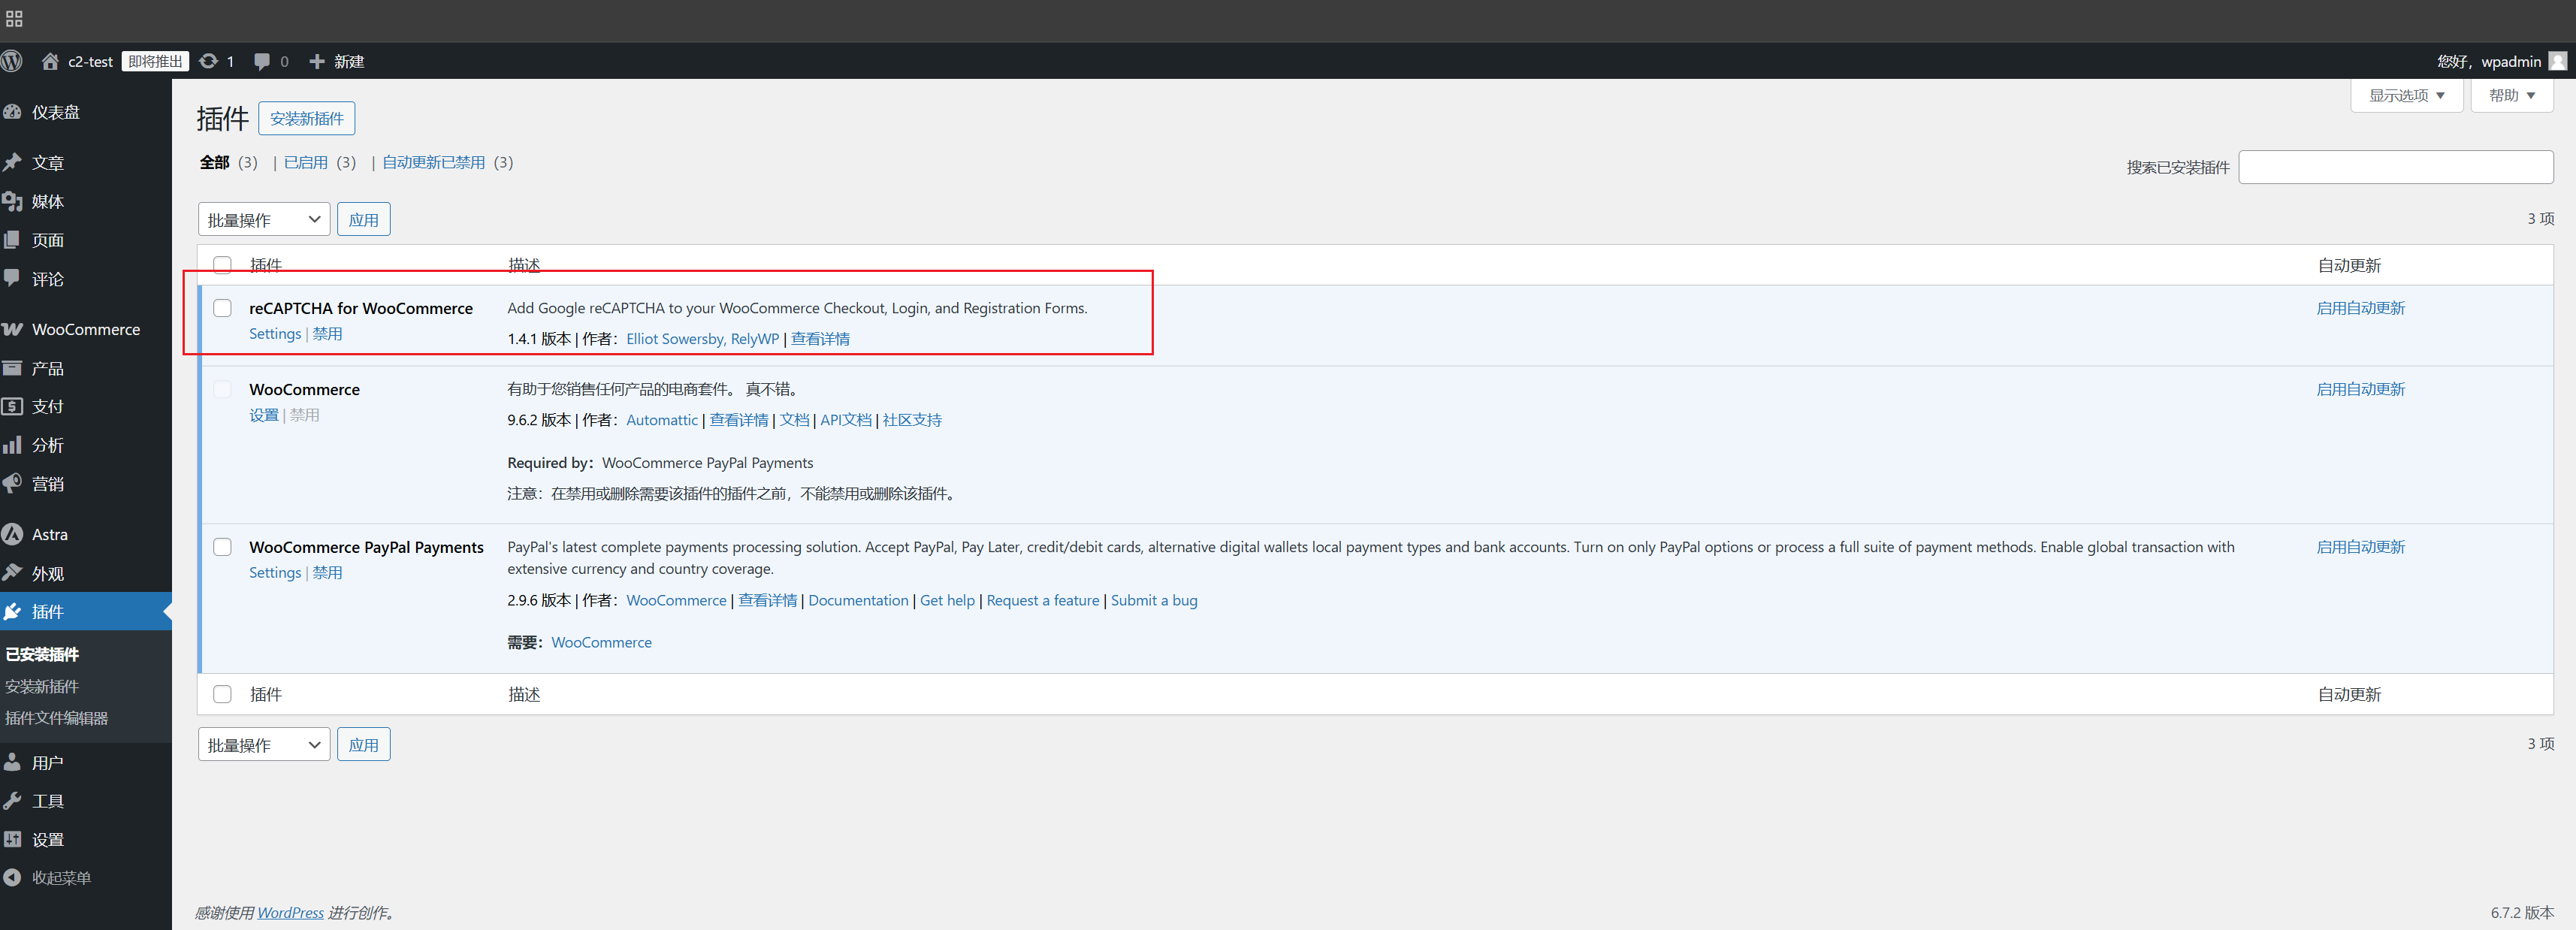 c2-test 即将推出 1 0 新建
您好，wpadmin
仪表盘
文章
媒体
页面
评论
WooCommerce
产品
支付
分析
营销
Astra
外观
插件
已安装插件
安装新插件
插件文件编辑器
用户
工具
设置
收起菜单
显示选项 帮助
插件 安装新插件
全部 (3) | 已启用 (3) | 自动更新已禁用 (3)
搜索已安装插件
批量操作 应用
3 项
插件 描述 自动更新
reCAPTCHA for WooCommerce
Settings | 禁用
Add Google reCAPTCHA to your WooCommerce Checkout, Login, and Registration Forms.
1.4.1 版本 | 作者：Elliot Sowersby, RelyWP | 查看详情
启用自动更新
WooCommerce
设置 | 禁用
有助于您销售任何产品的电商套件。 真不错。
9.6.2 版本 | 作者：Automattic | 查看详情 | 文档 | API文档 | 社区支持
Required by：WooCommerce PayPal Payments
注意：在禁用或删除需要该插件的插件之前，不能禁用或删除该插件。
启用自动更新
WooCommerce PayPal Payments
Settings | 禁用
PayPal's latest complete payments processing solution. Accept PayPal, Pay Later, credit/debit cards, alternative digital wallets local payment types and bank accounts. Turn on only PayPal options or process a full suite of payment methods. Enable global transaction with
extensive currency and country coverage.
2.9.6 版本 | 作者：WooCommerce | 查看详情 | Documentation | Get help | Request a feature | Submit a bug
需要：WooCommerce
启用自动更新
插件 描述 自动更新
批量操作 应用
3 项
感谢使用 WordPress 进行创作。
6.7.2 版本